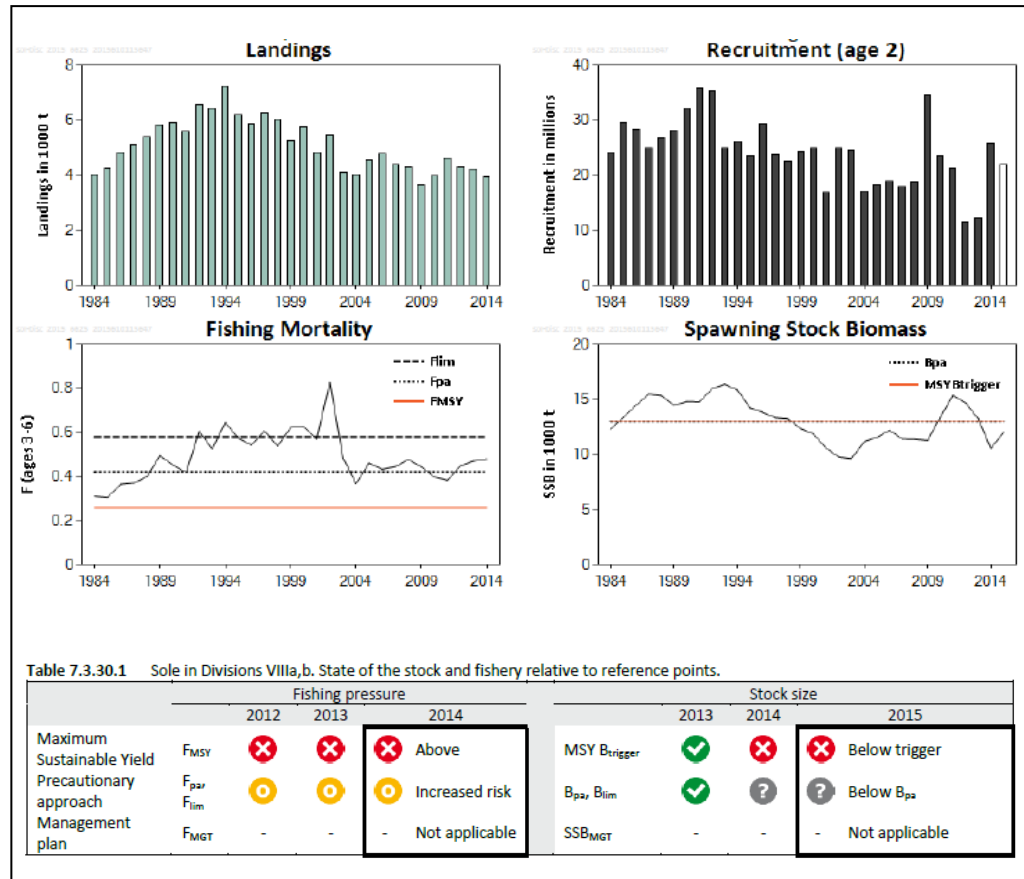 Landings
Landings in 1000 t
8
6
4
2
0
1984 1989 1994 1999 2004 2009 2014
Recruitment (age 2)
Recruitment in millions
40
30
20
10
0
1984 1989 1994 1999 2004 2009 2014
Fishing Mortality
F (ages 3-6)
1
0.8
0.6
0.4
0.2
0
Flim
Fpa
FMSY
1984 1989 1994 1999 2004 2009 2014
Spawning Stock Biomass
SSB in 1000 t
20
15
10
5
0
Bpa
MSYBtrigger
1984 1989 1994 1999 2004 2009 2014
Table 7.3.30.1 Sole in Divisions VIIIa,b. State of the stock and fishery relative to reference points.
Fishing pressure Stock size
2012 2013 2014 2013 2014 2015
Maximum
Sustainable Yield FMSY Above MSY Btrigger Below trigger
Precautionary
approach Fpa, Flim Increased risk Bpa, Blim ? ? Below Bpa
Management
plan FMGT - - - Not applicable SSBMGT - - - Not applicable